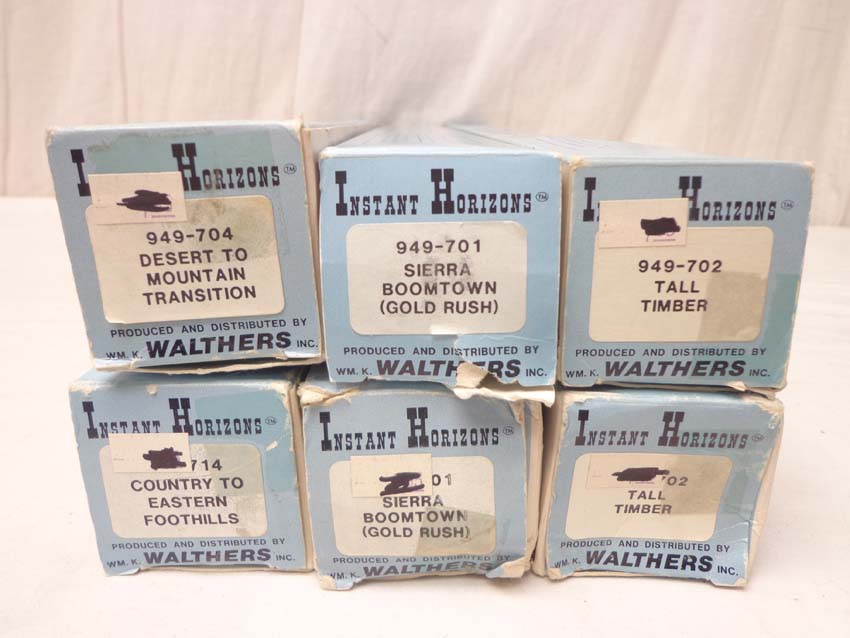 INSTANT HORIZONS™
949-704
DESERT TO
MOUNTAIN
TRANSITION
PRODUCED AND DISTRIBUTED BY
WM. K. WALTHERS INC.
INSTANT HORIZONS™
949-701
SIERRA
BOOMTOWN
(GOLD RUSH)
PRODUCED AND DISTRIBUTED BY
WM. K. WALTHERS INC.
I HORIZONS™
949-702
TALL
TIMBER
PRODUCED AND DISTRIBUTED BY
WM. K. WALTHERS INC.
INSTANT HORIZONS™
714
COUNTRY TO
EASTERN
FOOTHILLS
PRODUCED AND DISTRIBUTED BY
WM. K. WALTHERS INC.
INSTANT HORIZONS™
01
SIERRA
BOOMTOWN
(GOLD RUSH)
PRODUCED AND DISTRIBUTED BY
WM. K. WALTHERS INC.
INSTANT HORIZONS™
702
TALL
TIMBER
PRODUCED AND DISTRIBUTED BY
WM. K. WALTHERS INC.